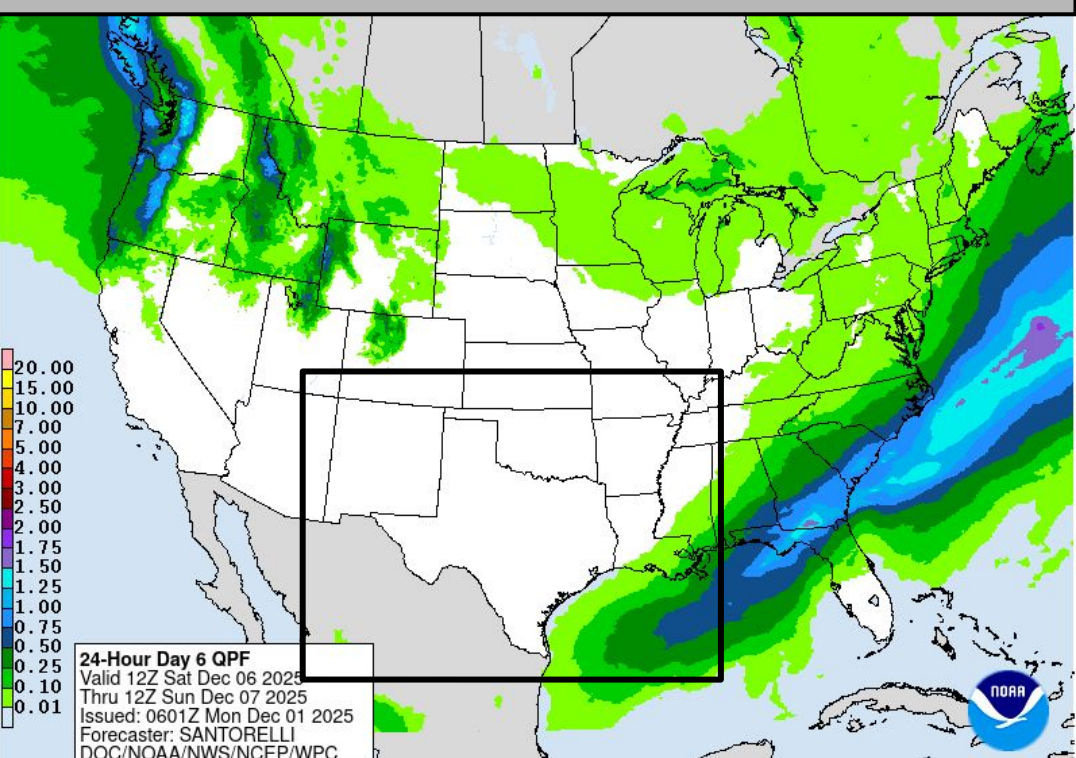 20.00
15.00
10.00
7.00
5.00
4.00
3.00
2.50
2.00
1.75
1.50
1.25
1.00
0.75
0.50
0.25
0.10
0.01
24-Hour Day 6 QPF
Valid 12Z Sat Dec 06 2025
Thru 12Z Sun Dec 07 2025
Issued: 0601Z Mon Dec 01 2025
Forecaster: SANTORELLI
DOC/NOAA/NWS/NCEP/WPC
NOAA